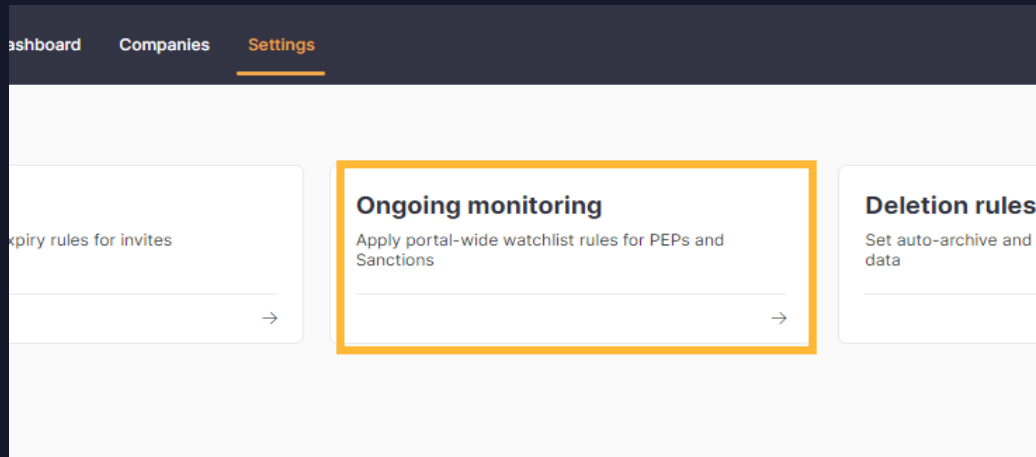 ashboard Companies Settings
xpiry rules for invites
Ongoing monitoring
Apply portal-wide watchlist rules for PEPs and
Sanctions
Deletion rules
Set auto-archive and
data